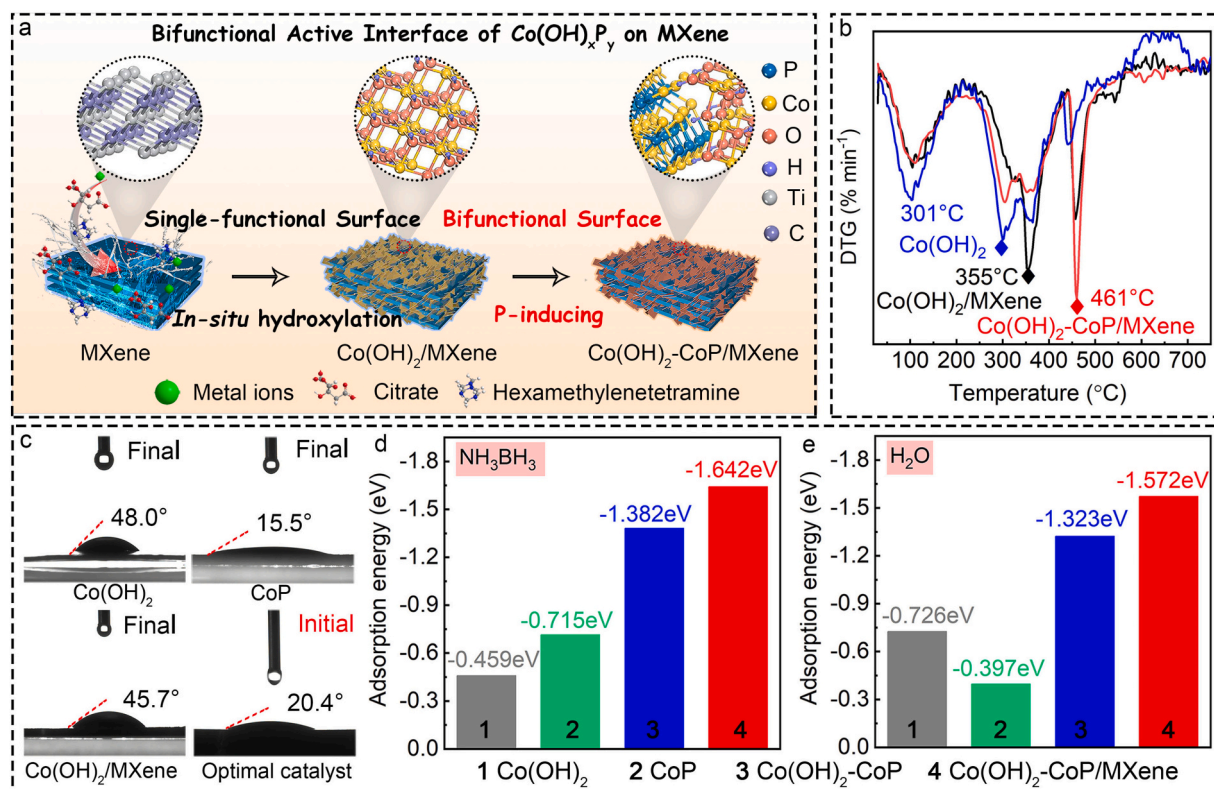 a
Bifunctional Active Interface of Co(OH)ₓPᵧ on MXene
P
Co
O
H
Ti
C
Single-functional Surface
Bifunctional Surface
In-situ hydroxylation
P-inducing
MXene
Co(OH)₂/MXene
Co(OH)₂-CoP/MXene
Metal ions
Citrate
Hexamethylenetetramine
b
DTG (% min⁻¹)
301°C
Co(OH)₂
355°C
Co(OH)₂/MXene
461°C
Co(OH)₂-CoP/MXene
100 200 300 400 500 600 700
Temperature (°C)
c
Final
48.0°
Co(OH)₂
Final
15.5°
CoP
Final
45.7°
Co(OH)₂/MXene
Initial
20.4°
Optimal catalyst
d
NH₃BH₃
Adsorption energy (eV)
-1.8
-1.5
-1.2
-0.9
-0.6
-0.3
0.0
-0.459eV
-0.715eV
-1.382eV
-1.642eV
1 2 3 4
e
H₂O
Adsorption energy (eV)
-1.8
-1.5
-1.2
-0.9
-0.6
-0.3
0.0
-0.726eV
-0.397eV
-1.323eV
-1.572eV
1 2 3 4
1 Co(OH)₂ 2 CoP 3 Co(OH)₂-CoP 4 Co(OH)₂-CoP/MXene